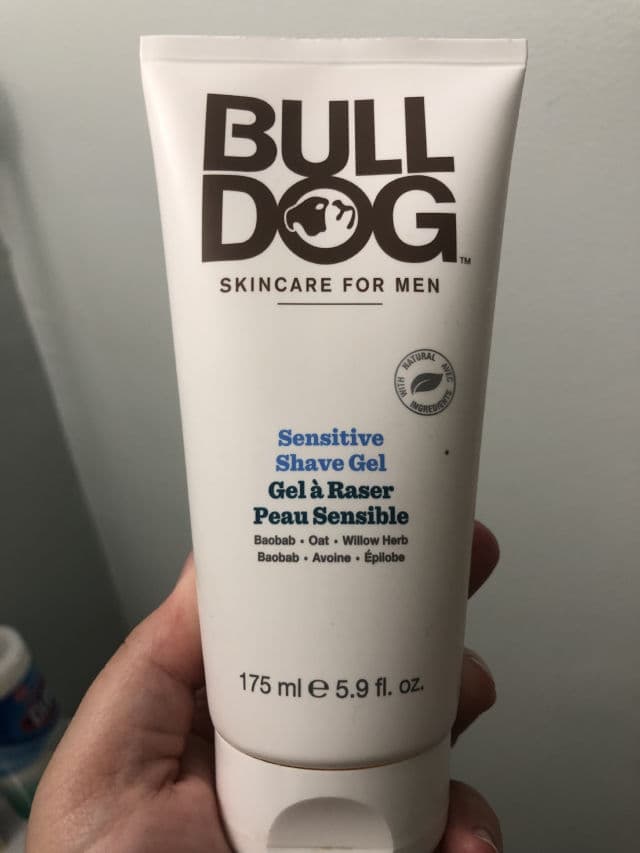 BULL
DOG™
SKINCARE FOR MEN
WITH NATURAL AVEC INGREDIENTS
Sensitive
Shave Gel
Gel à Raser
Peau Sensible
Baobab • Oat • Willow Herb
Baobab • Avoine • Épilobe
175 ml ℮ 5.9 fl. oz.